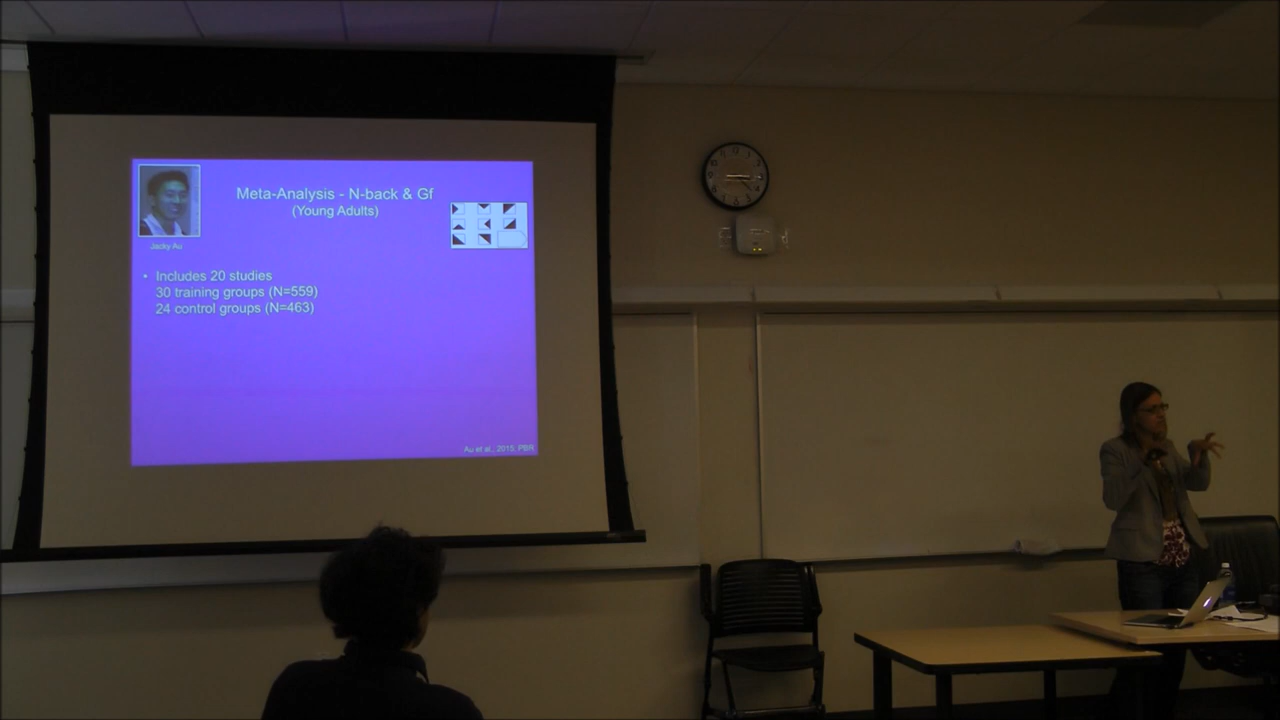 Meta-Analysis - N-back & Gf
(Young Adults)
Jacky Au
• Includes 20 studies
30 training groups (N=559)
24 control groups (N=463)
Au et al., 2015; PBR